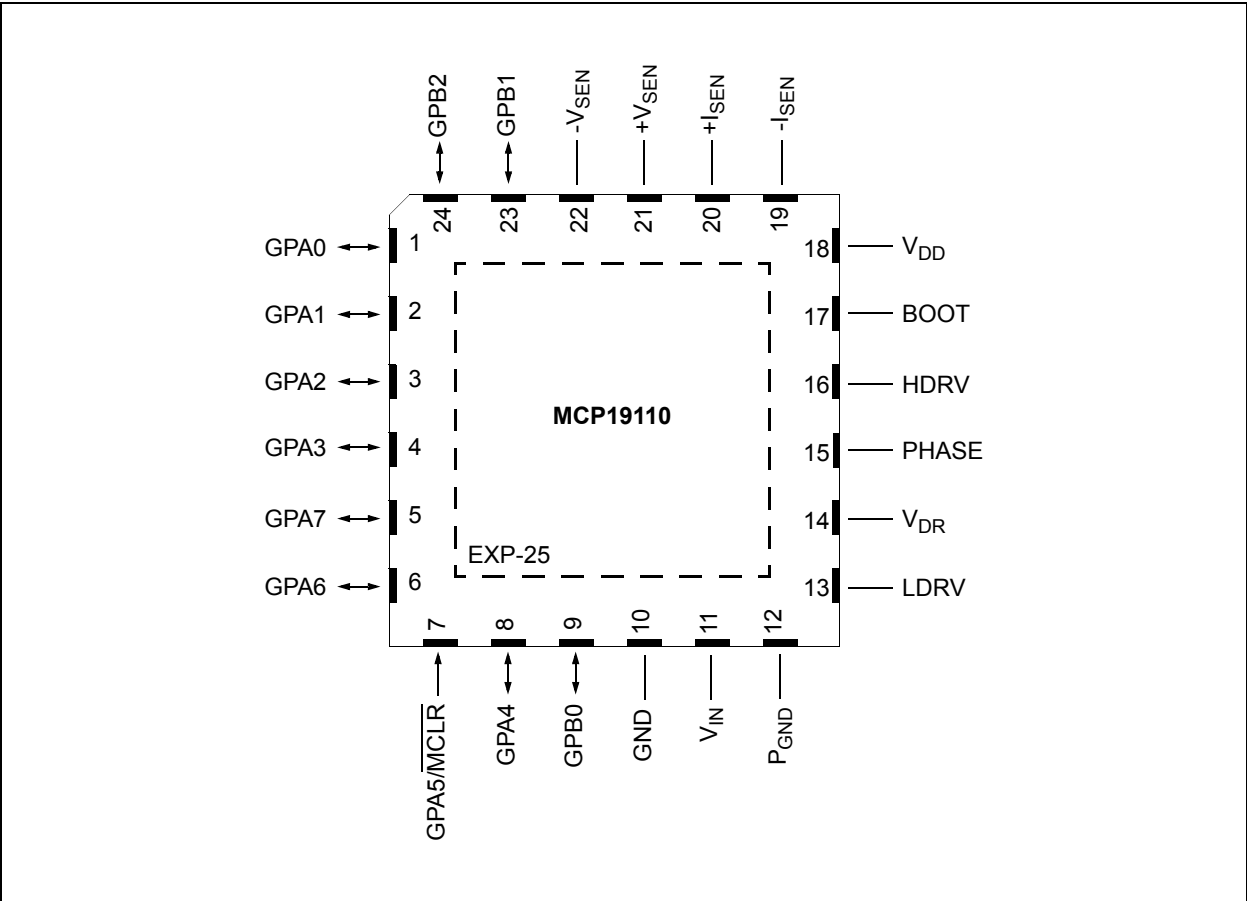 GPB2
GPB1
-VSEN
+VSEN
+ISEN
-ISEN
24
23
22
21
20
19
GPA0
1
18
VDD
GPA1
2
17
BOOT
GPA2
3
16
HDRV
MCP19110
GPA3
4
15
PHASE
GPA7
5
14
VDR
EXP-25
GPA6
6
13
LDRV
7
8
9
10
11
12
GPA5/MCLR
GPA4
GPB0
GND
VIN
PGND